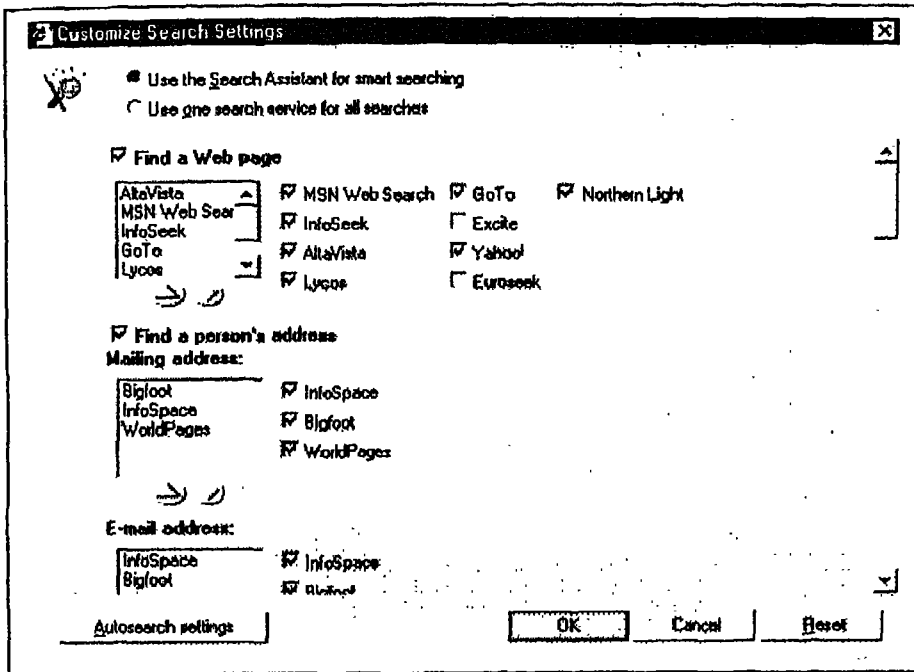 Customize Search Settings
Use the Search Assistant for smart searching
Use one search service for all searches
Find a Web page
AltaVista
MSN Web Sear
InfoSeek
GoTo
Lycos
MSN Web Search
InfoSeek
AltaVista
Lycos
GoTo
Excite
Yahoo!
Euroseek
Northern Light
Find a person's address
Mailing address:
Bigfoot
InfoSpace
WorldPages
InfoSpace
Bigfoot
WorldPages
E-mail address:
InfoSpace
Bigfoot
InfoSpace
Bigfoot
Autosearch settings
OK
Cancel
Reset